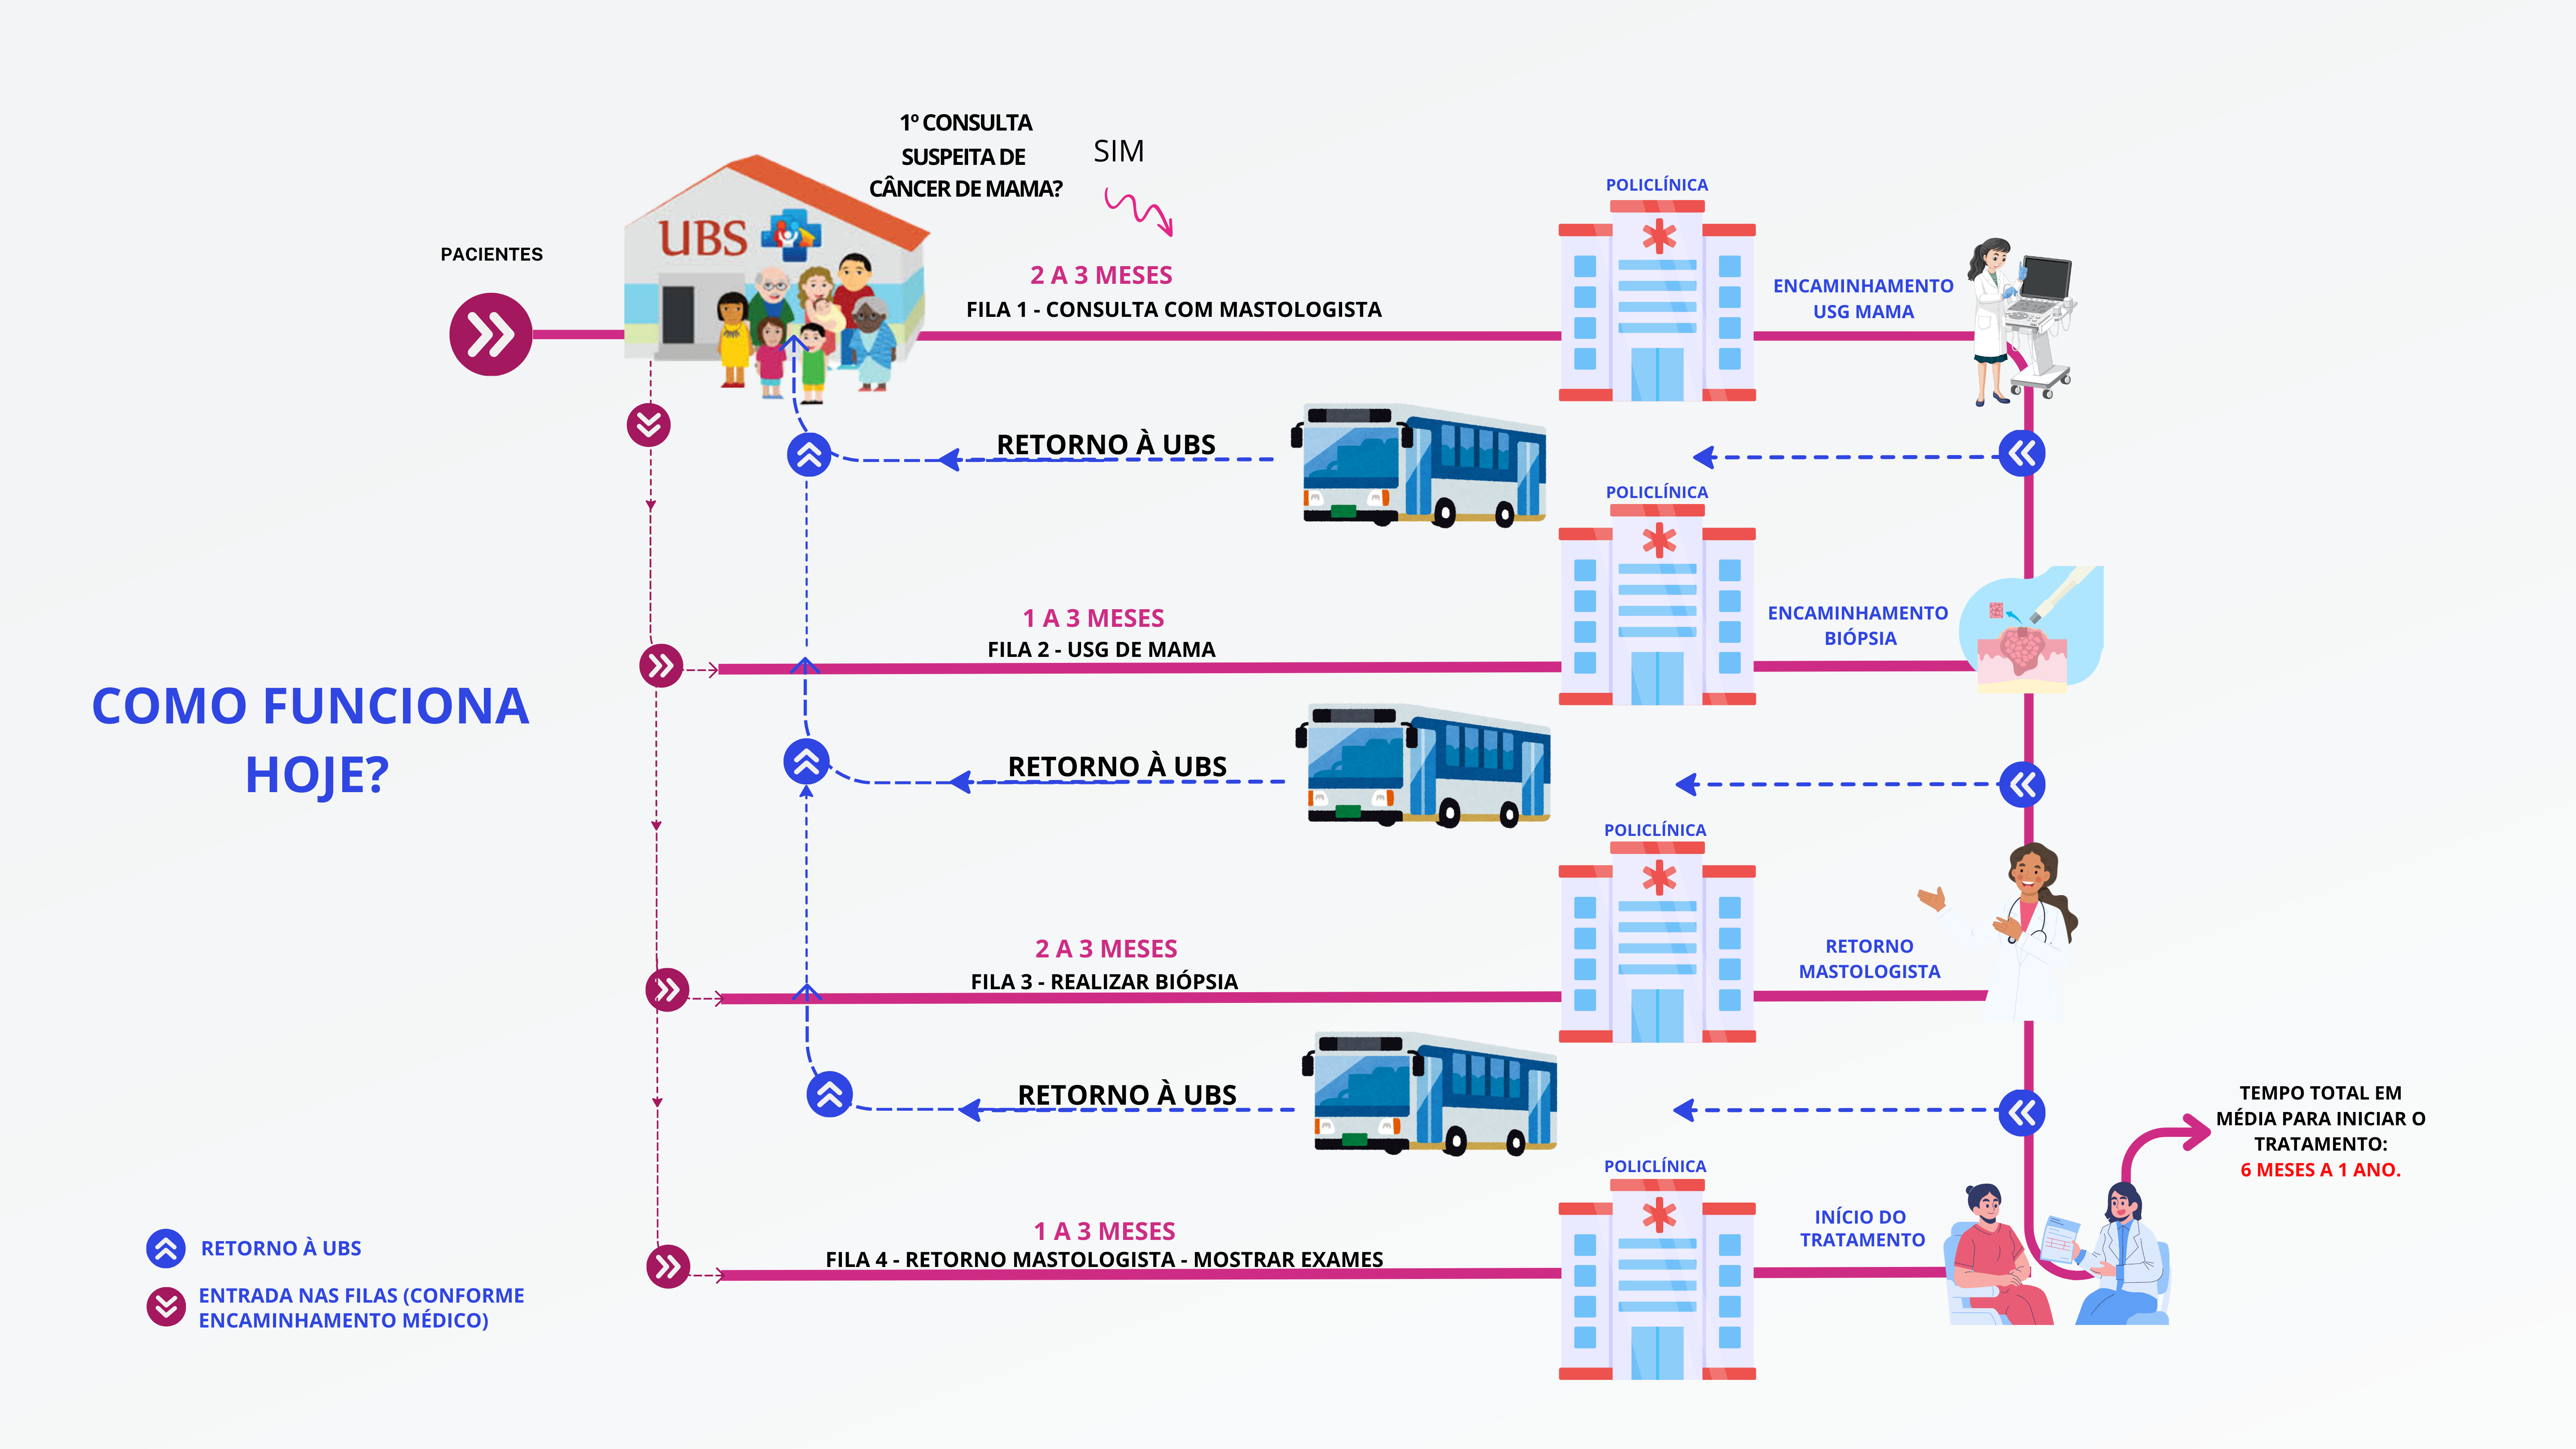 1º CONSULTA
SUSPEITA DE
CÂNCER DE MAMA?
SIM
PACIENTES
UBS
2 A 3 MESES
FILA 1 - CONSULTA COM MASTOLOGISTA
POLICLÍNICA
ENCAMINHAMENTO
USG MAMA
RETORNO À UBS
POLICLÍNICA
1 A 3 MESES
FILA 2 - USG DE MAMA
ENCAMINHAMENTO
BIÓPSIA
COMO FUNCIONA
HOJE?
RETORNO À UBS
POLICLÍNICA
2 A 3 MESES
FILA 3 - REALIZAR BIÓPSIA
RETORNO
MASTOLOGISTA
RETORNO À UBS
POLICLÍNICA
TEMPO TOTAL EM
MÉDIA PARA INICIAR O
TRATAMENTO:
6 MESES A 1 ANO.
1 A 3 MESES
FILA 4 - RETORNO MASTOLOGISTA - MOSTRAR EXAMES
INÍCIO DO
TRATAMENTO
RETORNO À UBS
ENTRADA NAS FILAS (CONFORME
ENCAMINHAMENTO MÉDICO)